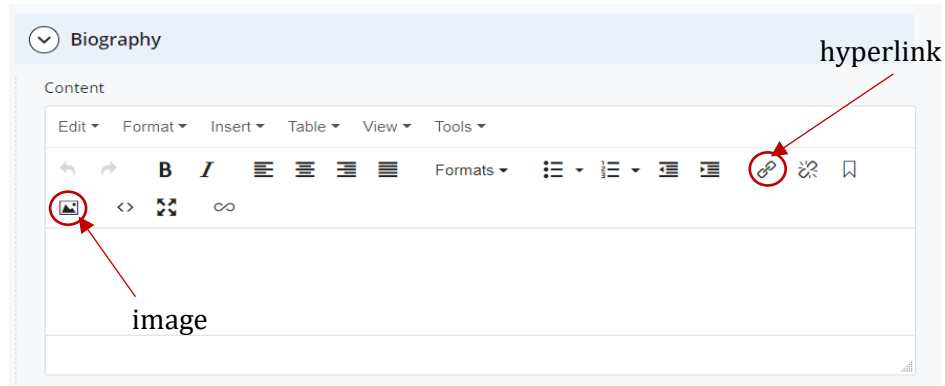 Biography
hyperlink
Content
Edit Format Insert Table View Tools
B I Formats
image